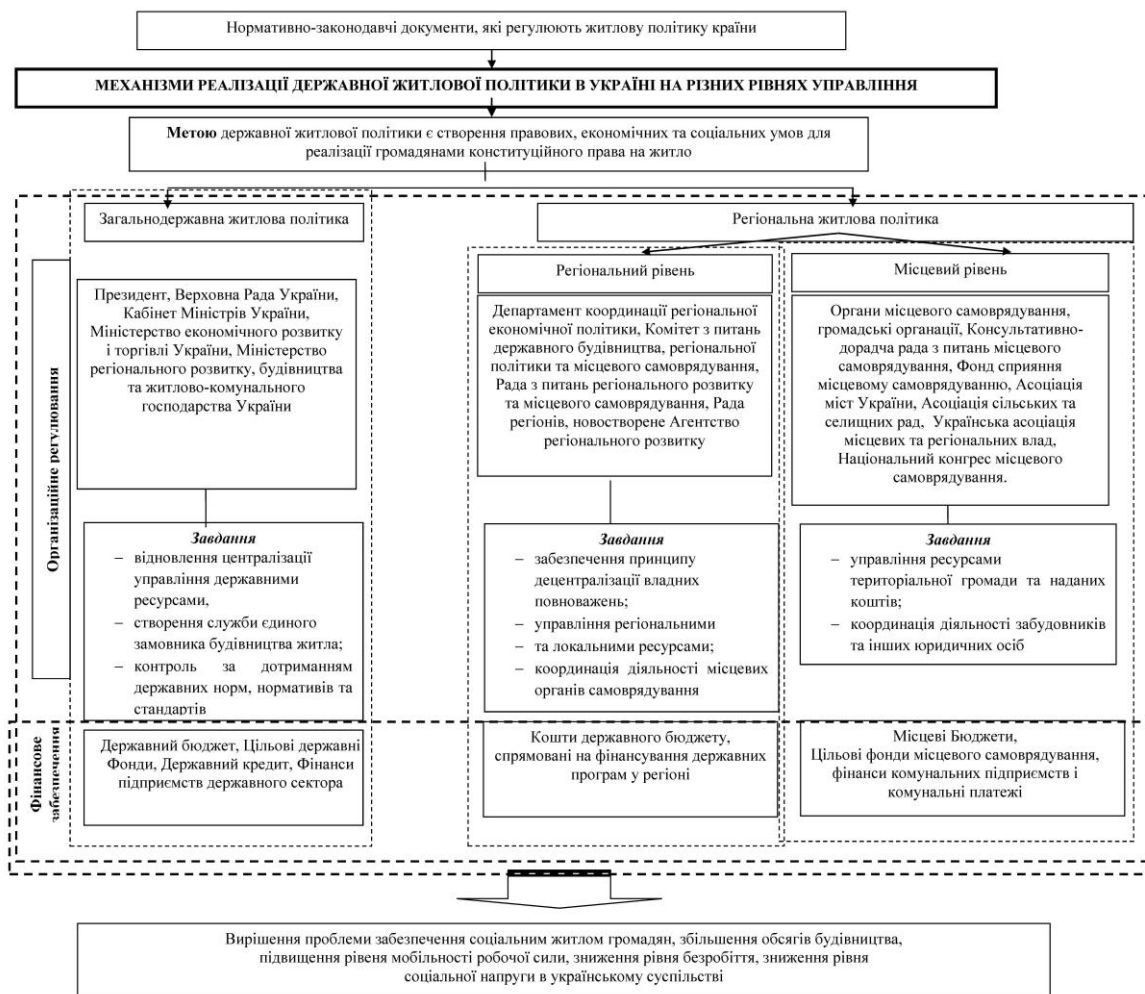 Нормативно-законодавчі документи, які регулюють житлову політику країни
МЕХАНІЗМИ РЕАЛІЗАЦІЇ ДЕРЖАВНОЇ ЖИТЛОВОЇ ПОЛІТИКИ В УКРАЇНІ НА РІЗНИХ РІВНЯХ УПРАВЛІННЯ
Метою державної житлової політики є створення правових, економічних та соціальних умов для
реалізації громадянами конституційного права на житло
Загальнодержавна житлова політика
Регіональна житлова політика
Регіональний рівень
Місцевий рівень
Організаційне регулювання
Президент, Верховна Рада України,
Кабінет Міністрів України,
Міністерство економічного розвитку
і торгівлі України, Міністерство
регіонального розвитку, будівництва
та житлово-комунального
господарства України
Департамент координації регіональної
економічної політики, Комітет з питань
державного будівництва, регіональної
політики та місцевого самоврядування,
Рада з питань регіонального розвитку
та місцевого самоврядування, Рада
регіонів, новостворене Агентство
регіонального розвитку
Органи місцевого самоврядування,
громадські органації, Консультативно-
дорадча рада з питань місцевого
самоврядування, Фонд сприяння
місцевому самоврядуванню, Асоціація
міст України, Асоціація сільських та
селищних рад, Українська асоціація
місцевих та регіональних влад,
Національний конгрес місцевого
самоврядування.
Завдання
– відновлення централізації
управління державними
ресурсами,
– створення служби єдиного
замовника будівництва житла;
– контроль за дотриманням
державних норм, нормативів та
стандартів
Завдання
– забезпечення принципу
децентралізації владних
повноважень;
– управління регіональними
– та локальними ресурсами;
– координація діяльності місцевих
органів самоврядування
Завдання
– управління ресурсами
територіальної громади та наданих
коштів;
– координація діяльності забудовників
та інших юридичних осіб
Фінансове
забезпечення
Державний бюджет, Цільові державні
Фонди, Державний кредит, Фінанси
підприємств державного сектора
Кошти державного бюджету,
спрямовані на фінансування державних
програм у регіоні
Місцеві Бюджети,
Цільові фонди місцевого самоврядування,
фінанси комунальних підприємств і
комунальні платежі
Вирішення проблеми забезпечення соціальним житлом громадян, збільшення обсягів будівництва,
підвищення рівеня мобільності робочої сили, зниження рівня безробіття, зниження рівня
соціальної напруги в українському суспільстві